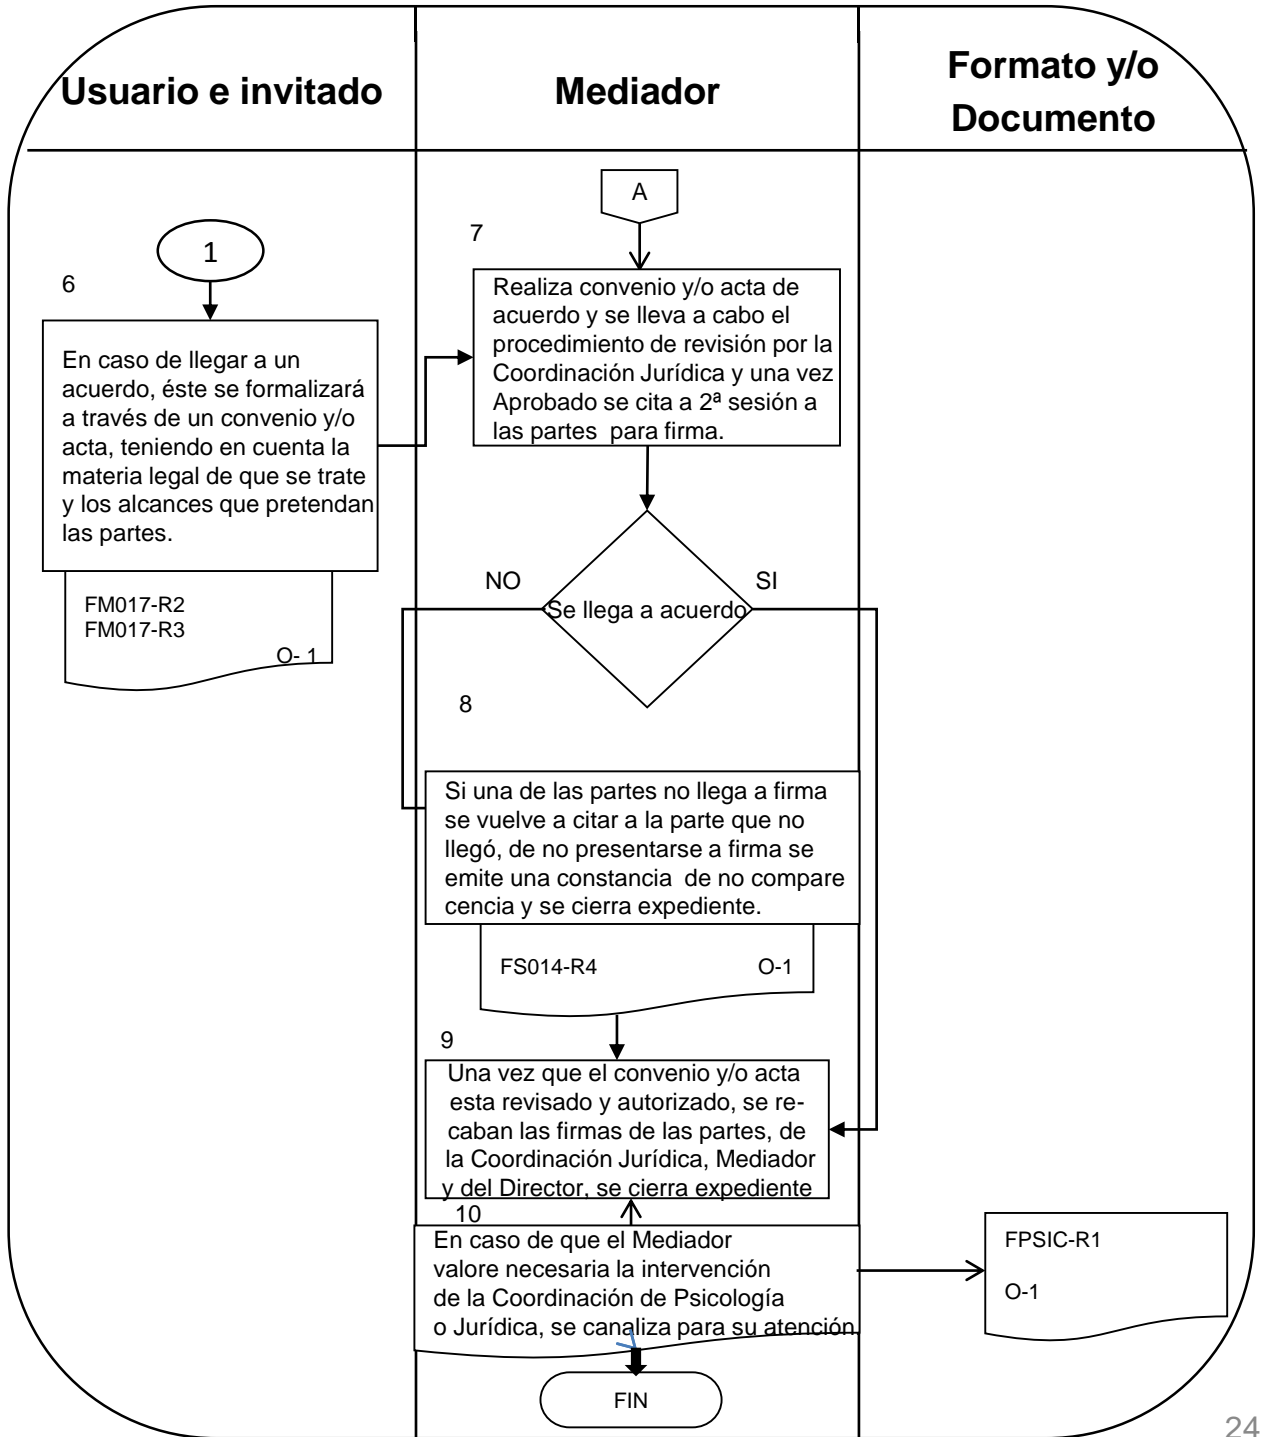 Usuario e invitado
Mediador
Formato y/o
Documento
1
6
En caso de llegar a un
acuerdo, éste se formalizará
a través de un convenio y/o
acta, teniendo en cuenta la
materia legal de que se trate
y los alcances que pretendan
las partes.
FM017-R2
FM017-R3
O- 1
A
7
Realiza convenio y/o acta de
acuerdo y se lleva a cabo el
procedimiento de revisión por la
Coordinación Jurídica y una vez
Aprobado se cita a 2ª sesión a
las partes para firma.
NO
SI
Se llega a acuerdo
8
Si una de las partes no llega a firma
se vuelve a citar a la parte que no
llegó, de no presentarse a firma se
emite una constancia de no compare
cencia y se cierra expediente.
FS014-R4 O-1
9
Una vez que el convenio y/o acta
esta revisado y autorizado, se re-
caban las firmas de las partes, de
la Coordinación Jurídica, Mediador
y del Director, se cierra expediente
10
En caso de que el Mediador
valore necesaria la intervención
de la Coordinación de Psicología
o Jurídica, se canaliza para su atención
FPSIC-R1
O-1
FIN
24